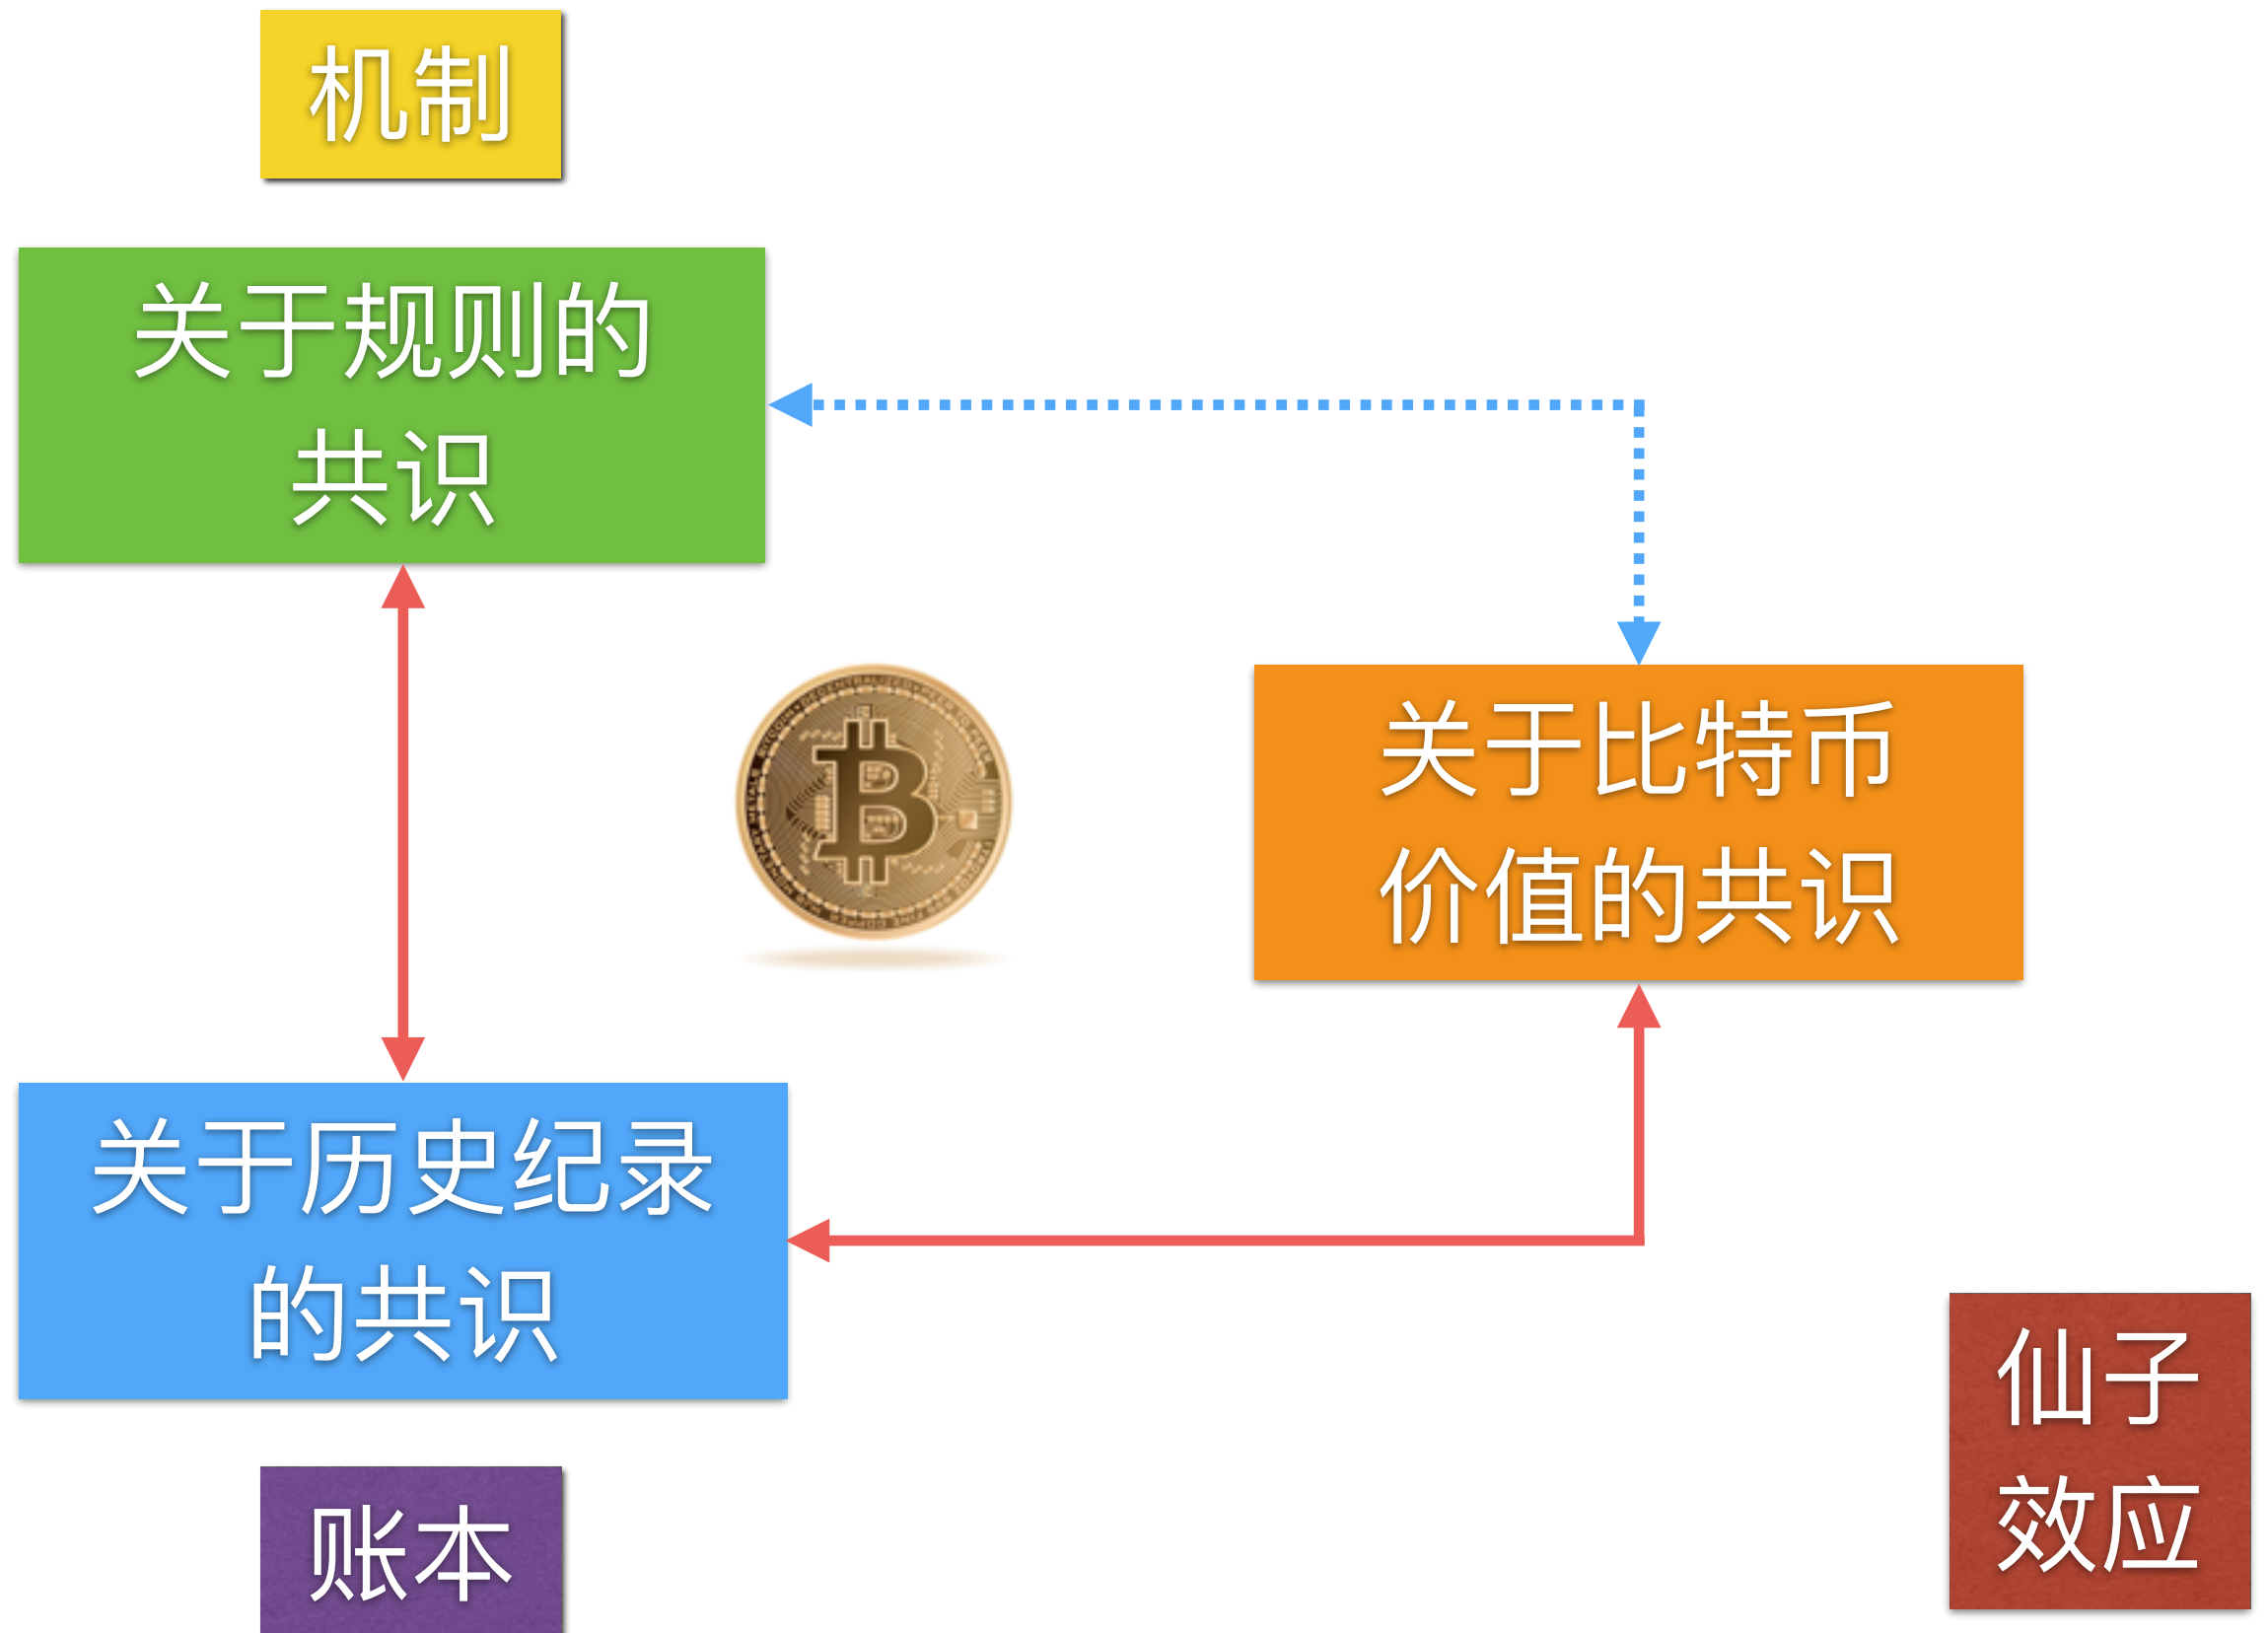 机制
关于规则的
共识
关于比特币
价值的共识
关于历史纪录
的共识
仙子
效应
账本